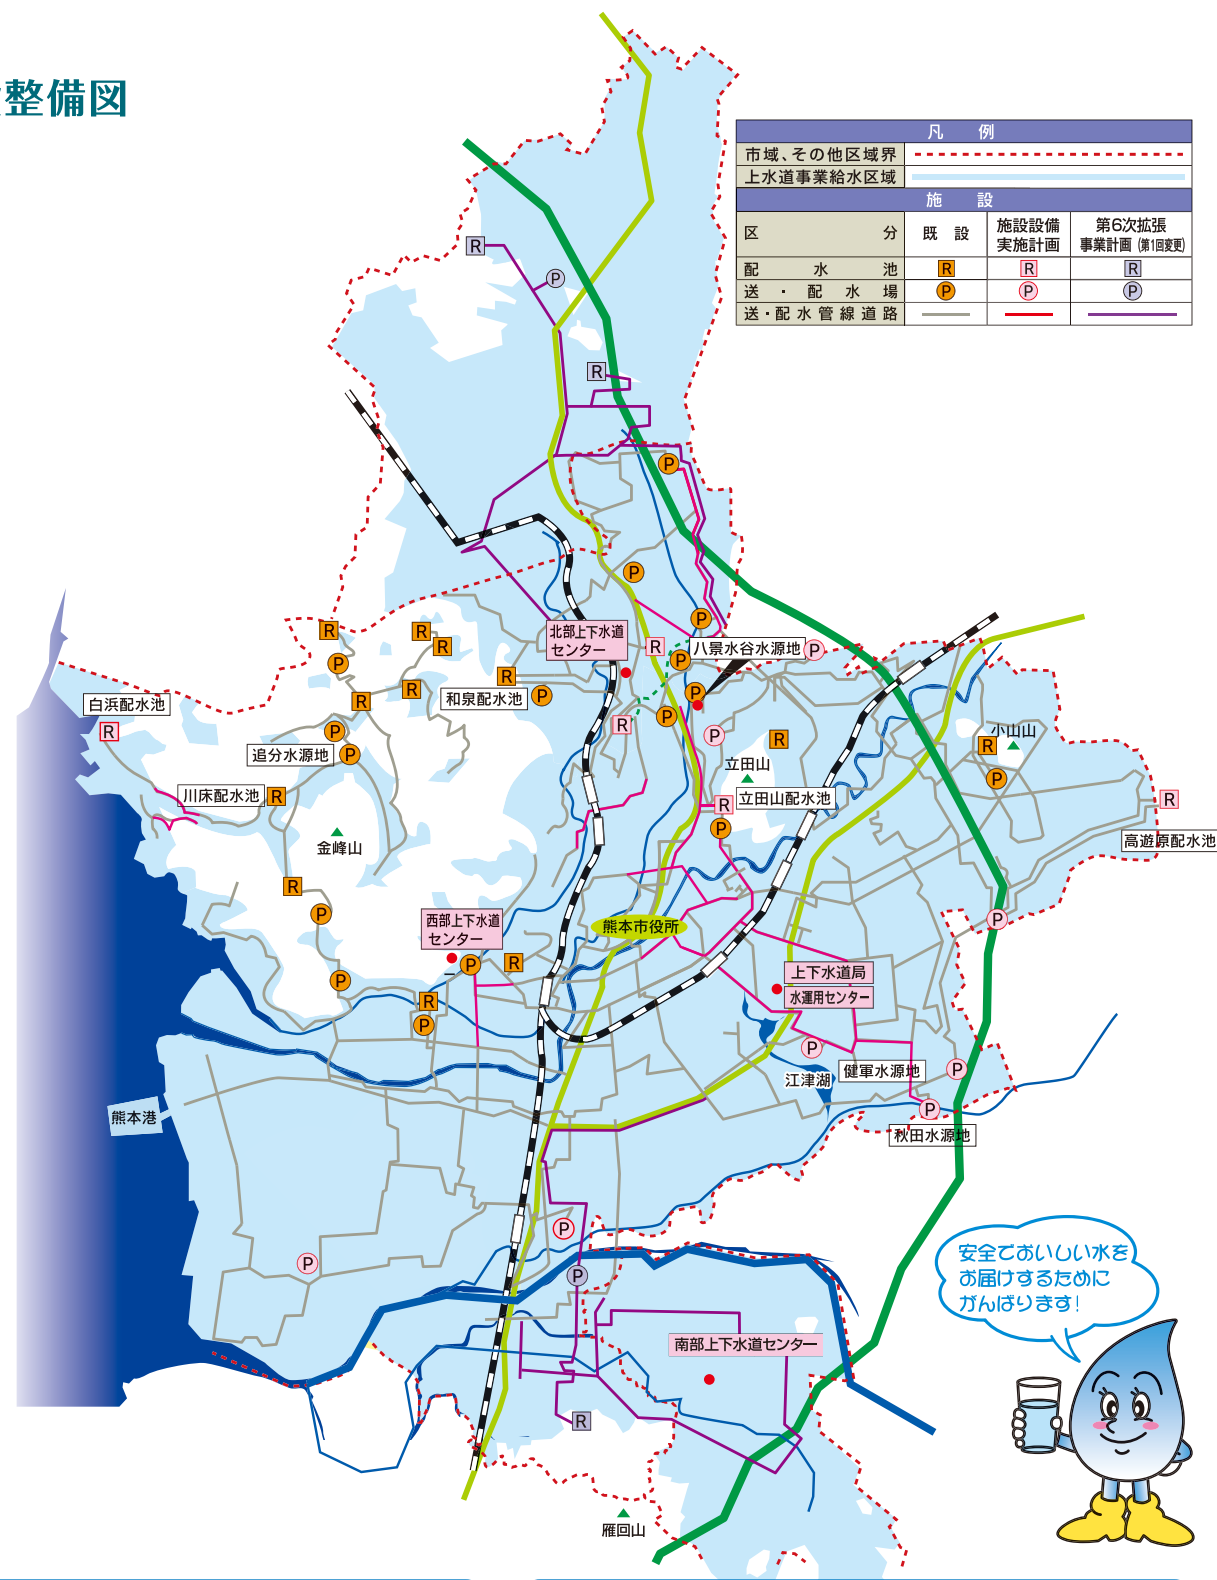 整備図
凡 例
市域、その他区域界
上水道事業給水区域
施 設
区 分
既 設
施設設備
実施計画
第6次拡張
事業計画(第1回変更)
配 水 池
R
R
R
送 ・ 配 水 場
P
P
P
送・配水管線道路
R
P
R
P
P
北部上下水道
センター
R
P
P
八景水谷水源地
P
R
R
R
P
R
R
R
和泉配水池
P
P
P
R
P
白浜配水池
R
追分水源地
P
P
川床配水池
R
金峰山
立田山
R
立田山配水池
R
P
小山山
R
P
R
高遊原配水池
R
P
P
西部上下水道
センター
P
R
R
P
熊本市役所
P
上下水道局
水運用センター
P
江津湖
健軍水源地
P
P
秋田水源地
熊本港
P
P
P
南部上下水道センター
R
雁回山
安全でおいしい水を
お届けするために
がんばります!